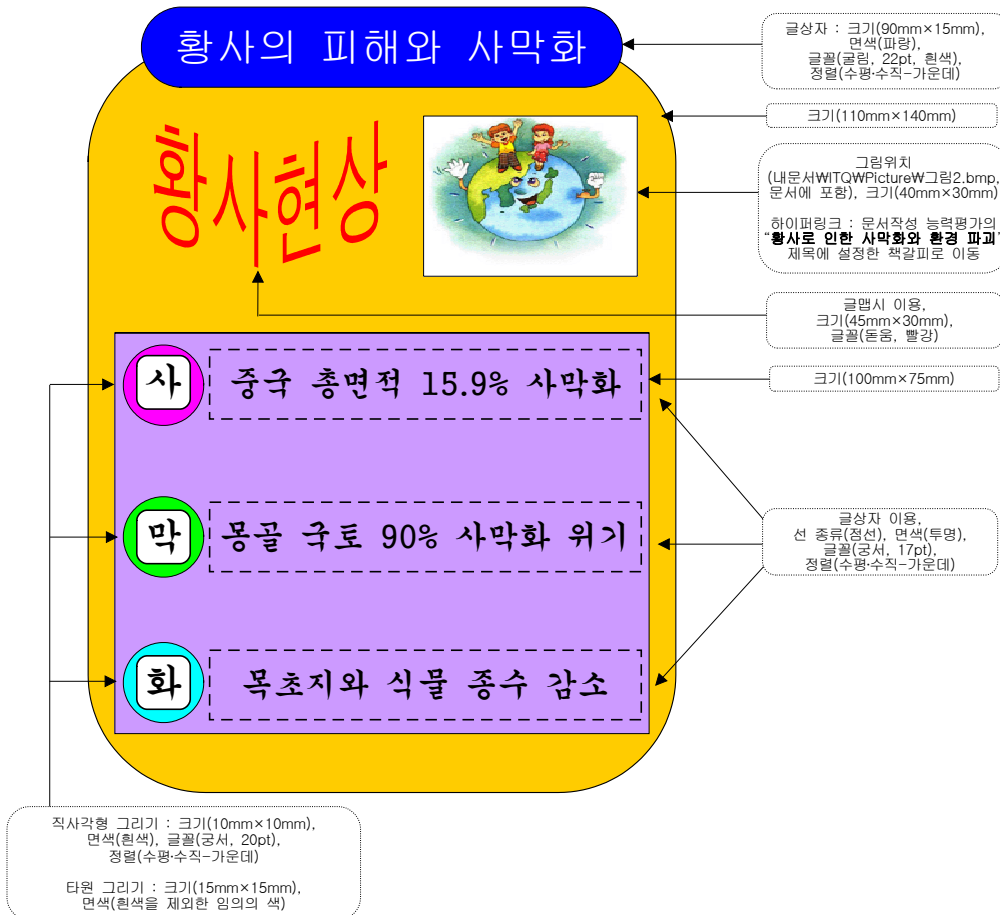 황사의 피해와 사막화
황사현상
사
중국 총면적 15.9% 사막화
막
몽골 국토 90% 사막화 위기
화
목초지와 식물 종수 감소
글상자 : 크기(90mm×15mm),
면색(파랑),
글꼴(굴림, 22pt, 흰색),
정렬(수평·수직-가운데)
크기(110mm×140mm)
그림위치
(내문서₩ITQ₩Picture₩그림2.bmp,
문서에 포함), 크기(40mm×30mm)
하이퍼링크 : 문서작성 능력평가의
"황사로 인한 사막화와 환경 파괴"
제목에 설정한 책갈피로 이동
글맵시 이용,
크기(45mm×30mm),
글꼴(돋움, 빨강)
크기(100mm×75mm)
글상자 이용,
선 종류(점선), 면색(투명),
글꼴(궁서, 17pt),
정렬(수평·수직-가운데)
직사각형 그리기 : 크기(10mm×10mm),
면색(흰색), 글꼴(궁서, 20pt),
정렬(수평·수직-가운데)
타원 그리기 : 크기(15mm×15mm),
면색(흰색을 제외한 임의의 색)